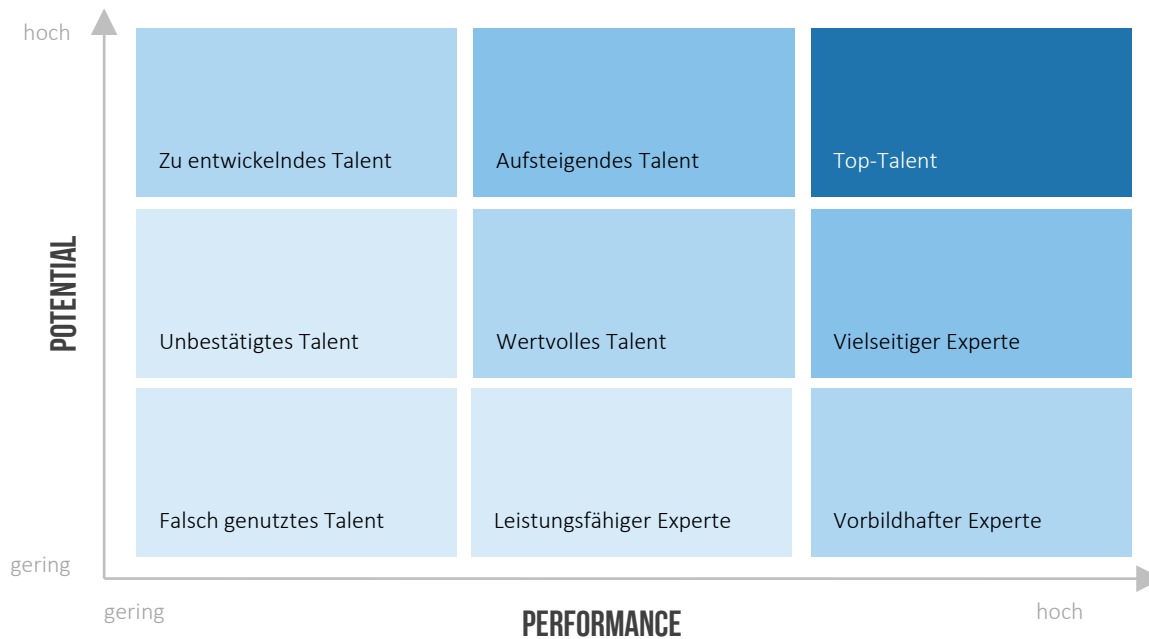 hoch
Zu entwickelndes Talent
Aufsteigendes Talent
Top-Talent
POTENTIAL
Unbestätigtes Talent
Wertvolles Talent
Vielseitiger Experte
Falsch genutztes Talent
Leistungsfähiger Experte
Vorbildhafter Experte
gering
gering
PERFORMANCE
hoch